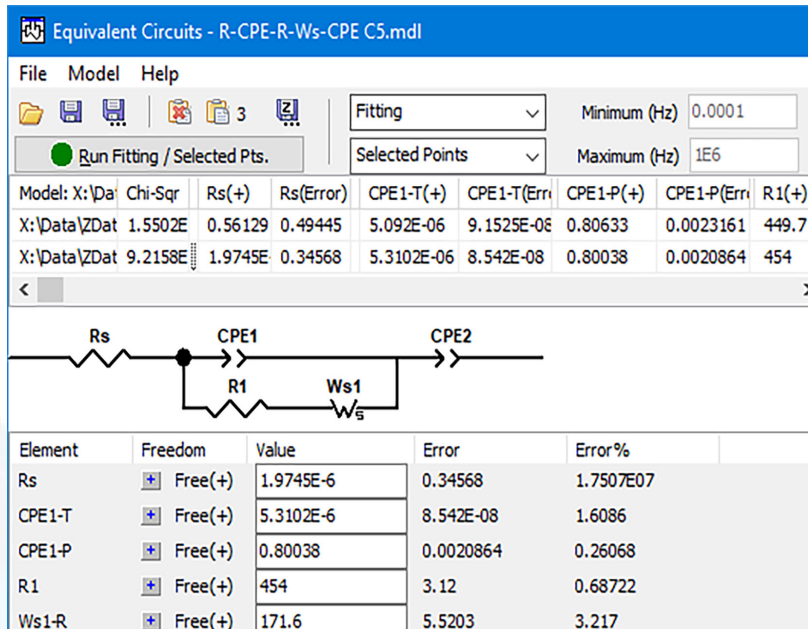 Equivalent Circuits - R-CPE-R-Ws-CPE C5.mdl
File Model Help
3 Fitting Minimum (Hz) 0.0001
Run Fitting / Selected Pts. Selected Points Maximum (Hz) 1E6
Model: X:\Da Chi-Sqr Rs(+) Rs(Error) CPE1-T(+) CPE1-T(Err CPE1-P(+) CPE1-P(Err R1(+)
X:\Data\ZDat 1.5502E 0.56129 0.49445 5.092E-06 9.1525E-08 0.80633 0.0023161 449.7
X:\Data\ZDat 9.2158E 1.9745E 0.34568 5.3102E-06 8.542E-08 0.80038 0.0020864 454
Rs CPE1 CPE2
R1 Ws1
Element Freedom Value Error Error%
Rs + Free(+) 1.9745E-6 0.34568 1.7507E07
CPE1-T + Free(+) 5.3102E-6 8.542E-08 1.6086
CPE1-P + Free(+) 0.80038 0.0020864 0.26068
R1 + Free(+) 454 3.12 0.68722
Ws1-R + Free(+) 171.6 5.5203 3.217